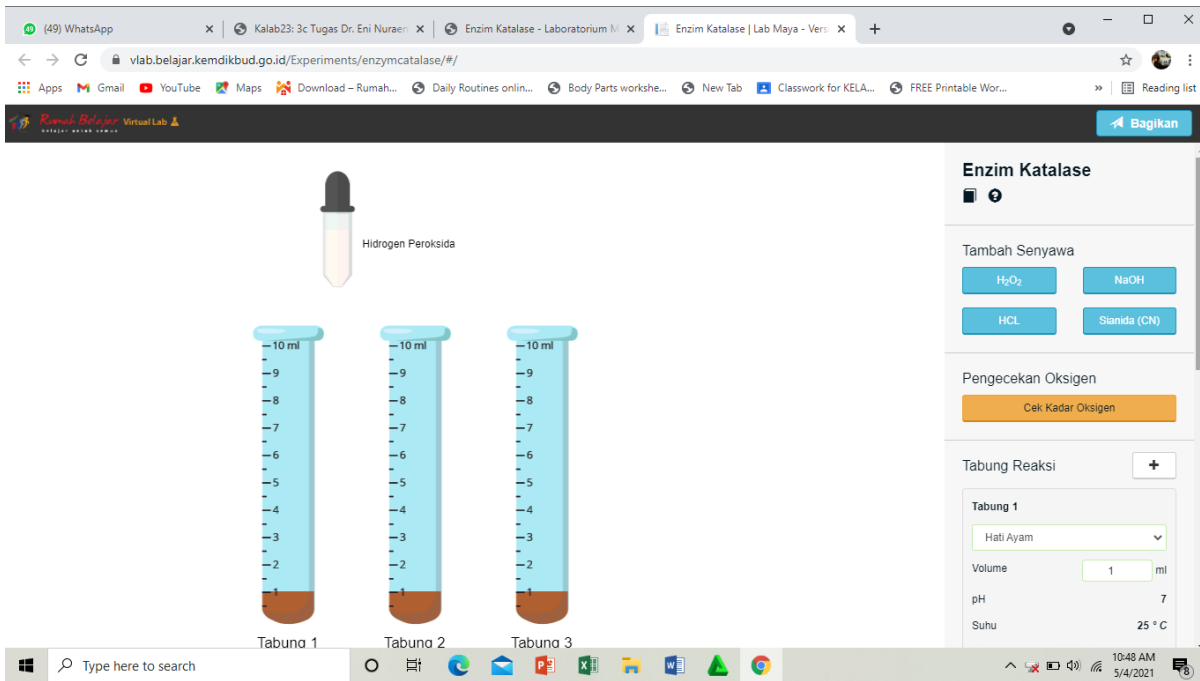 49 (49) WhatsApp
Kalab23: 3c Tugas Dr. Eni Nuraen
Enzim Katalase - Laboratorium M
Enzim Katalase | Lab Maya - Vers
vlab.belajar.kemdikbud.go.id/Experiments/enzymcatalase/#/
Apps Gmail YouTube Maps Download – Rumah... Daily Routines onlin... Body Parts workshe... New Tab Classwork for KELA... FREE Printable Wor... » Reading list
Rumah Belajar Virtual Lab
belajar untuk semua
Bagikan
Hidrogen Peroksida
10 ml 10 ml 10 ml
9 9 9
8 8 8
7 7 7
6 6 6
5 5 5
4 4 4
3 3 3
2 2 2
1 1 1
Tabung 1 Tabung 2 Tabung 3
Enzim Katalase
Tambah Senyawa
H₂O₂ NaOH
HCL Sianida (CN)
Pengecekan Oksigen
Cek Kadar Oksigen
Tabung Reaksi +
Tabung 1
Hati Ayam
Volume 1 ml
pH 7
Suhu 25 ° C
Type here to search
10:48 AM
5/4/2021
8